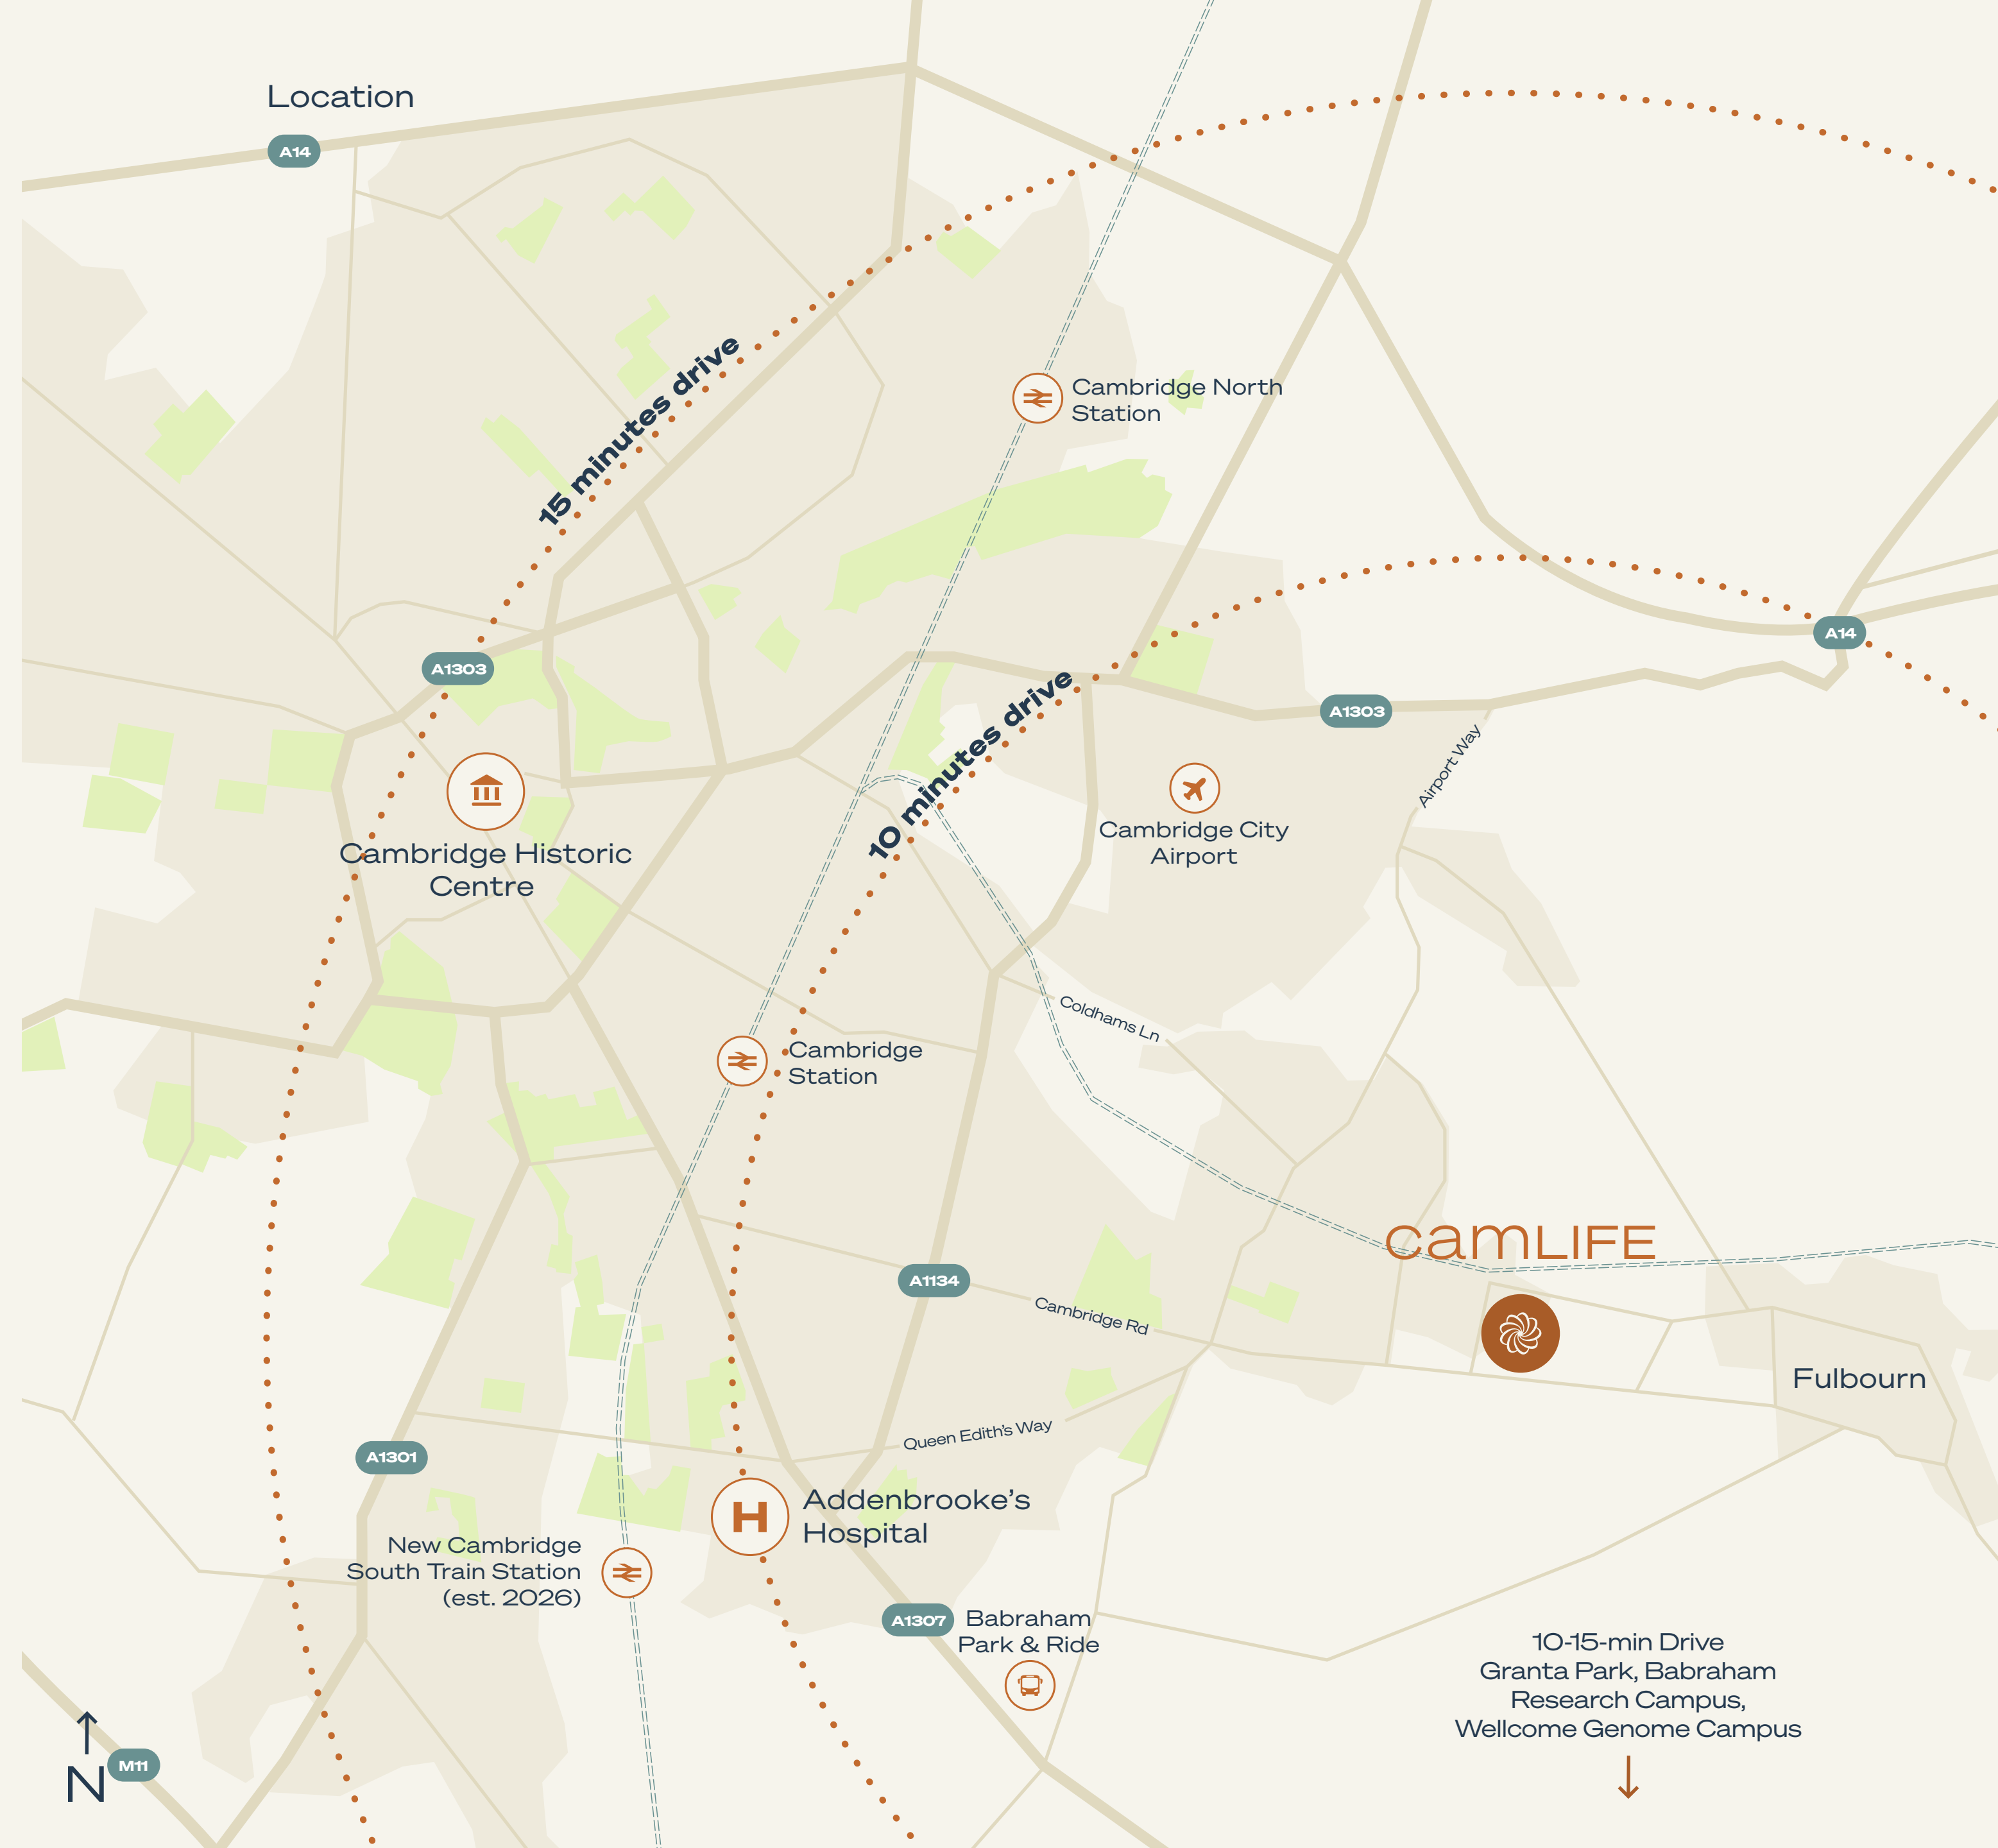 Location
A14
15 minutes drive
Cambridge North
Station
A14
A1303
10 minutes drive
A1303
Airport Way
Cambridge Historic
Centre
Cambridge City
Airport
Coldhams Ln
Cambridge
Station
camLIFE
A1134
Cambridge Rd
Fulbourn
Queen Edith's Way
A1301
Addenbrooke's
Hospital
New Cambridge
South Train Station
(est. 2026)
H
A1307
Babraham
Park & Ride
10-15-min Drive
Granta Park, Babraham
Research Campus,
Wellcome Genome Campus
M11
N